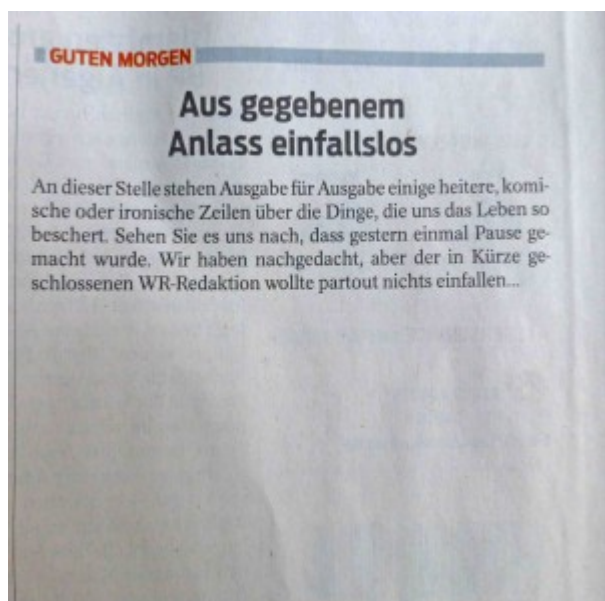 GUTEN MORGEN
Aus gegebenem
Anlass einfallslos
An dieser Stelle stehen Ausgabe für Ausgabe einige heitere, komi-
sche oder ironische Zeilen über die Dinge, die uns das Leben so
beschert. Sehen Sie es uns nach, dass gestern einmal Pause ge-
macht wurde. Wir haben nachgedacht, aber der in Kürze ge-
schlossenen WR-Redaktion wollte partout nichts einfallen...